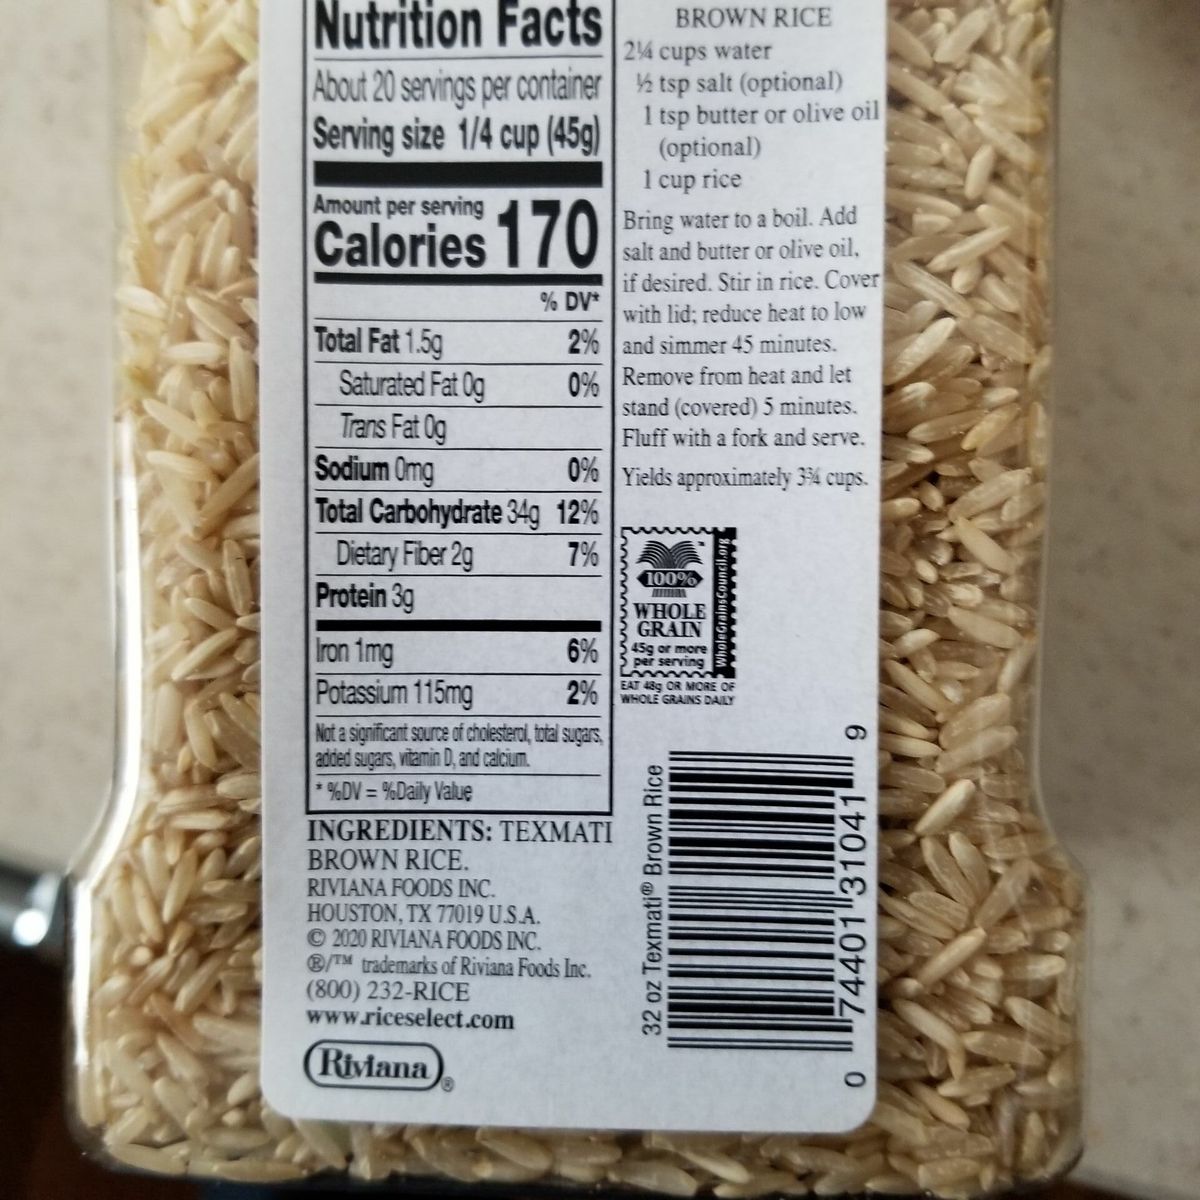 Nutrition Facts
About 20 servings per container
Serving size 1/4 cup (45g)
Amount per serving
Calories 170
% DV*
Total Fat 1.5g 2%
Saturated Fat 0g 0%
Trans Fat 0g
Sodium 0mg 0%
Total Carbohydrate 34g 12%
Dietary Fiber 2g 7%
Protein 3g
Iron 1mg 6%
Potassium 115mg 2%
Not a significant source of cholesterol, total sugars,
added sugars, vitamin D, and calcium.
* %DV = %Daily Value
INGREDIENTS: TEXMATI
BROWN RICE.
RIVIANA FOODS INC.
HOUSTON, TX 77019 U.S.A.
© 2020 RIVIANA FOODS INC.
®/™ trademarks of Riviana Foods Inc.
(800) 232-RICE
www.riceselect.com
Riviana®
BROWN RICE
2¼ cups water
½ tsp salt (optional)
1 tsp butter or olive oil
(optional)
1 cup rice
Bring water to a boil. Add
salt and butter or olive oil,
if desired. Stir in rice. Cover
with lid; reduce heat to low
and simmer 45 minutes.
Remove from heat and let
stand (covered) 5 minutes.
Fluff with a fork and serve.
Yields approximately 3¾ cups.
™
100%
WHOLE
GRAIN
45g or more
per serving
WholeGrainsCouncil.org
EAT 48g OR MORE OF
WHOLE GRAINS DAILY
32 oz Texmati® Brown Rice
0 74401 31041 9